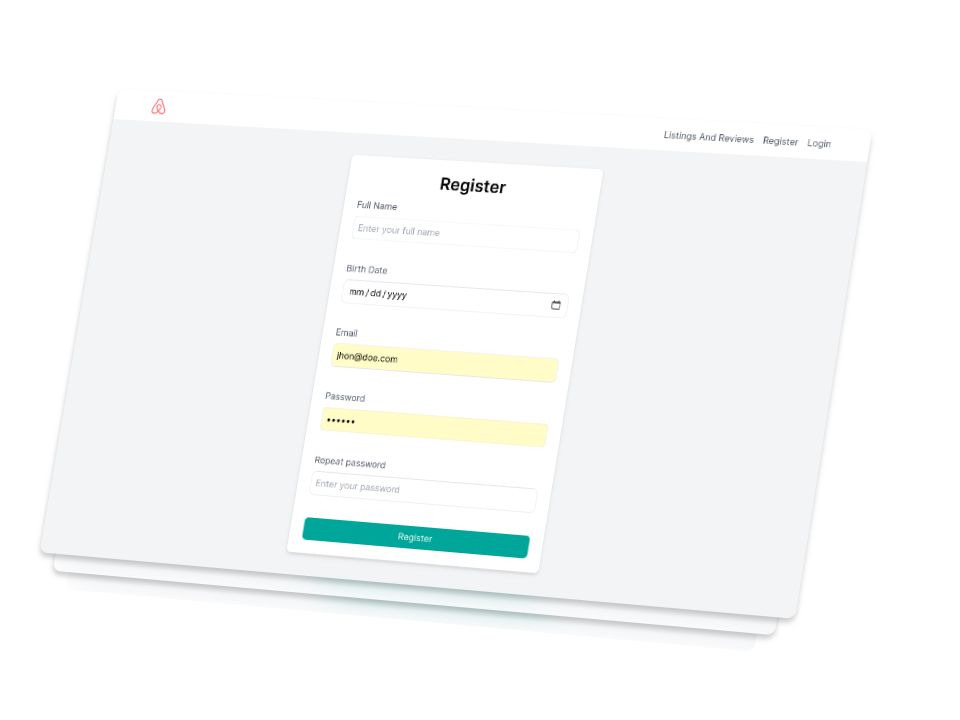 Listings And Reviews Register Login
Register
Full Name
Enter your full name
Birth Date
mm/dd/yyyy
Email
jhon@doe.com
Password
••••••
Repeat password
Enter your password
Register